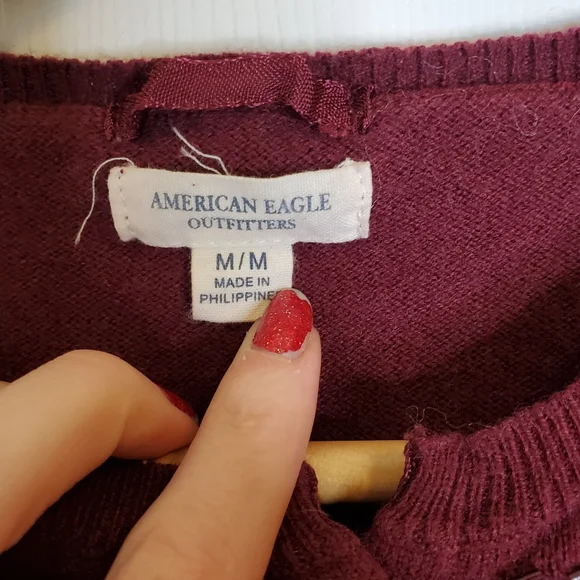 AMERICAN EAGLE
OUTFITTERS
M/M
MADE IN
PHILIPPINE